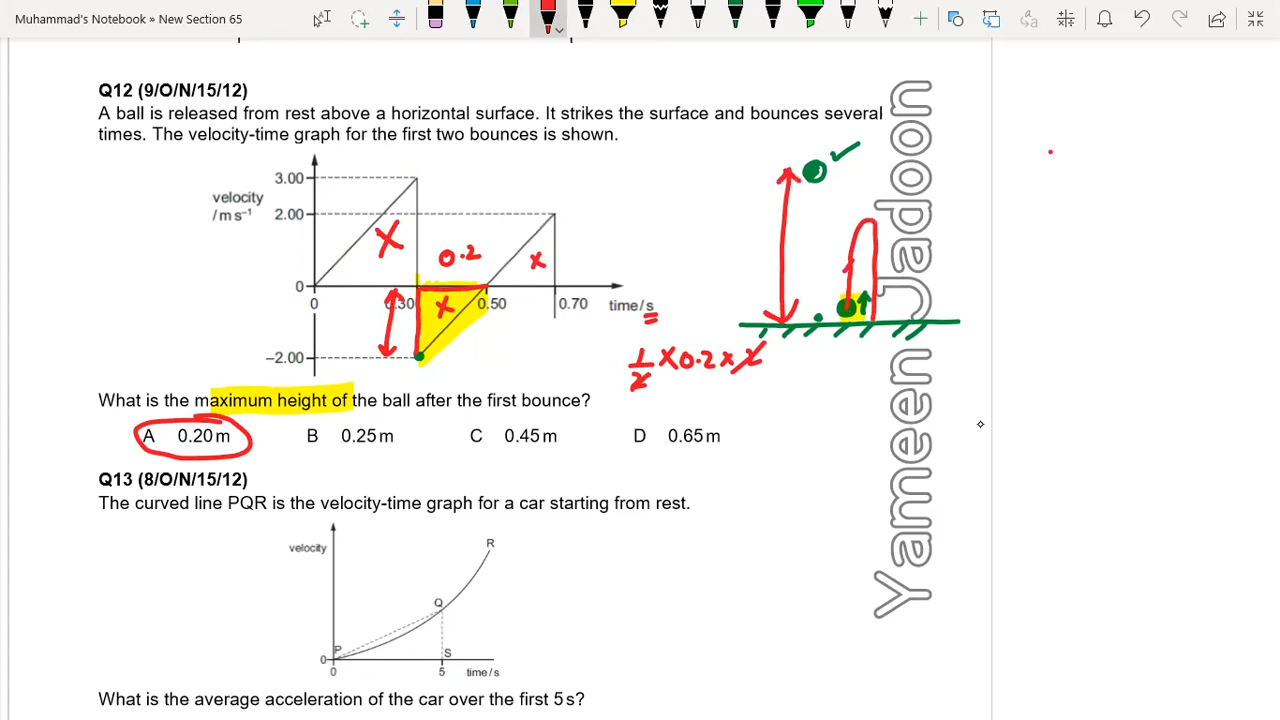 Muhammad's Notebook » New Section 65
Q12 (9/O/N/15/12)
A ball is released from rest above a horizontal surface. It strikes the surface and bounces several
times. The velocity-time graph for the first two bounces is shown.
velocity
/ m s⁻¹
3.00
2.00
0
−2.00
0
0.30
0.50
0.70
time / s
X
0.2
x
x
1/2 × 0.2 × 2
What is the maximum height of the ball after the first bounce?
A 0.20 m B 0.25 m C 0.45 m D 0.65 m
Q13 (8/O/N/15/12)
The curved line PQR is the velocity-time graph for a car starting from rest.
velocity
R
Q
P
S
0
0
5
time / s
What is the average acceleration of the car over the first 5 s?
Yameen Jadoon